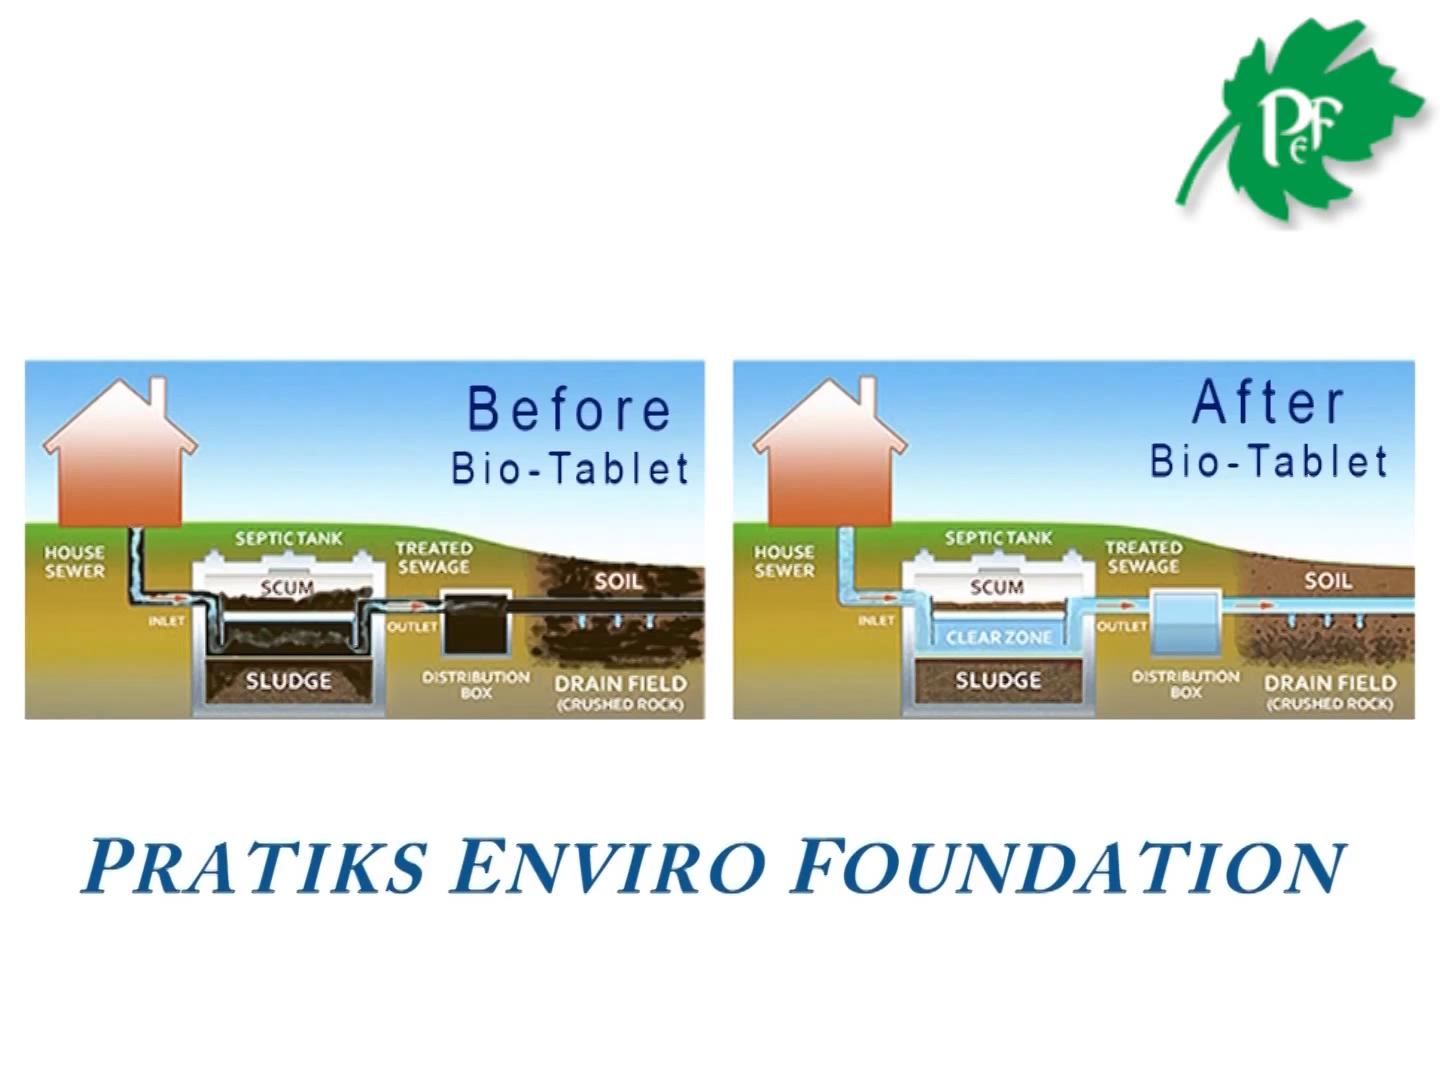 PeF
Before
Bio-Tablet
SEPTIC TANK
HOUSE
SEWER
TREATED
SEWAGE
SCUM
SOIL
INLET
OUTLET
SLUDGE
DISTRIBUTION
BOX
DRAIN FIELD
(CRUSHED ROCK)
After
Bio-Tablet
SEPTIC TANK
HOUSE
SEWER
TREATED
SEWAGE
SCUM
SOIL
INLET
OUTLET
CLEAR ZONE
SLUDGE
DISTRIBUTION
BOX
DRAIN FIELD
(CRUSHED ROCK)
PRATIKS ENVIRO FOUNDATION